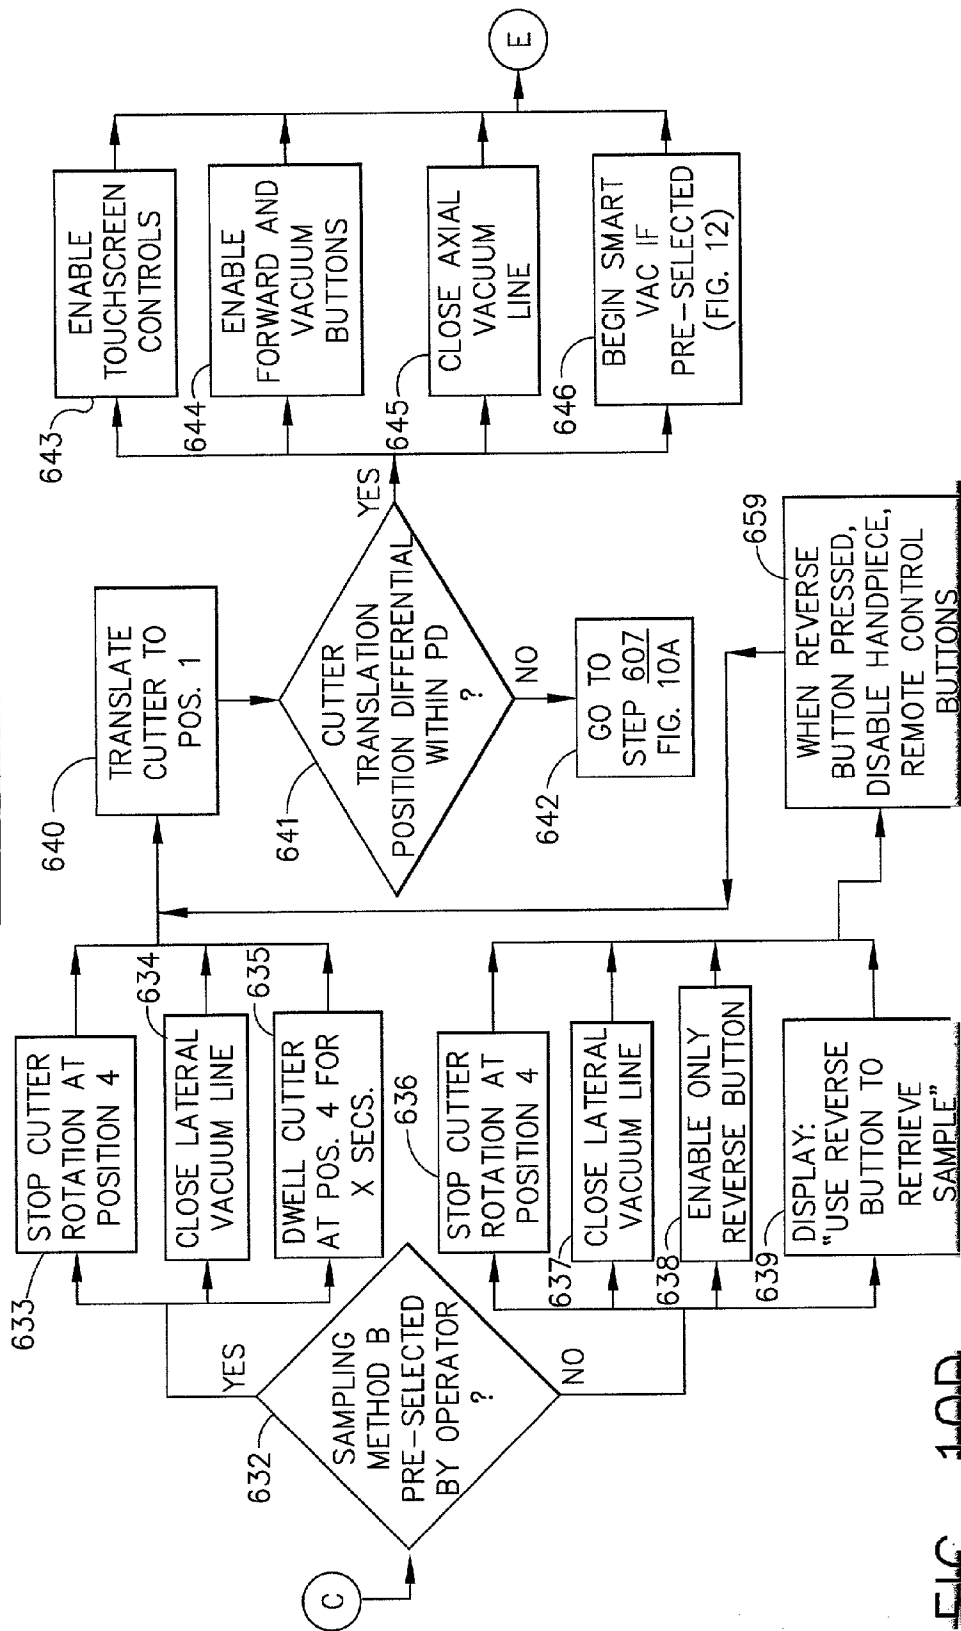 C
632
SAMPLING
METHOD B
PRE-SELECTED
BY OPERATOR
?
YES
NO
633
STOP CUTTER
ROTATION AT
POSITION 4
634
CLOSE LATERAL
VACUUM LINE
635
DWELL CUTTER
AT POS. 4 FOR
X SECS.
636
STOP CUTTER
ROTATION AT
POSITION 4
637
CLOSE LATERAL
VACUUM LINE
638
ENABLE ONLY
REVERSE BUTTON
639
DISPLAY:
"USE REVERSE
BUTTON TO
RETRIEVE
SAMPLE"
640
TRANSLATE
CUTTER TO
POS. 1
641
CUTTER
TRANSLATION
POSITION DIFFERENTIAL
WITHIN PD
?
YES
NO
642
GO TO
STEP 607
FIG. 10A
659
WHEN REVERSE
BUTTON PRESSED,
DISABLE HANDPIECE,
REMOTE CONTROL
BUTTONS
643
ENABLE
TOUCHSCREEN
CONTROLS
644
ENABLE
FORWARD AND
VACUUM
BUTTONS
645
CLOSE AXIAL
VACUUM
LINE
646
BEGIN SMART
VAC IF
PRE-SELECTED
(FIG. 12)
E